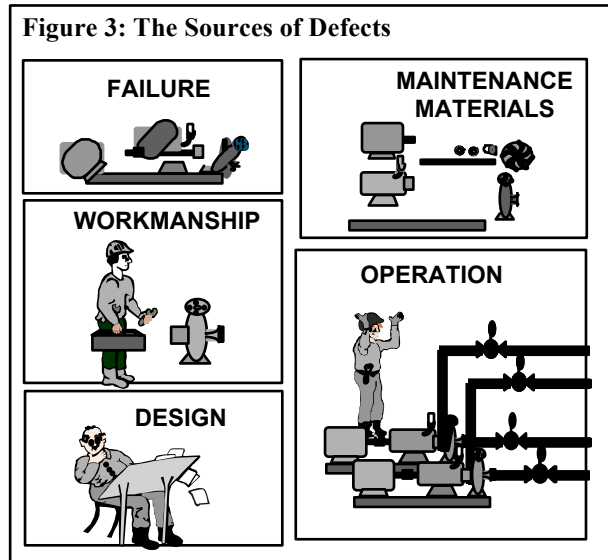 Figure 3: The Sources of Defects
FAILURE
MAINTENANCE
MATERIALS
WORKMANSHIP
OPERATION
DESIGN